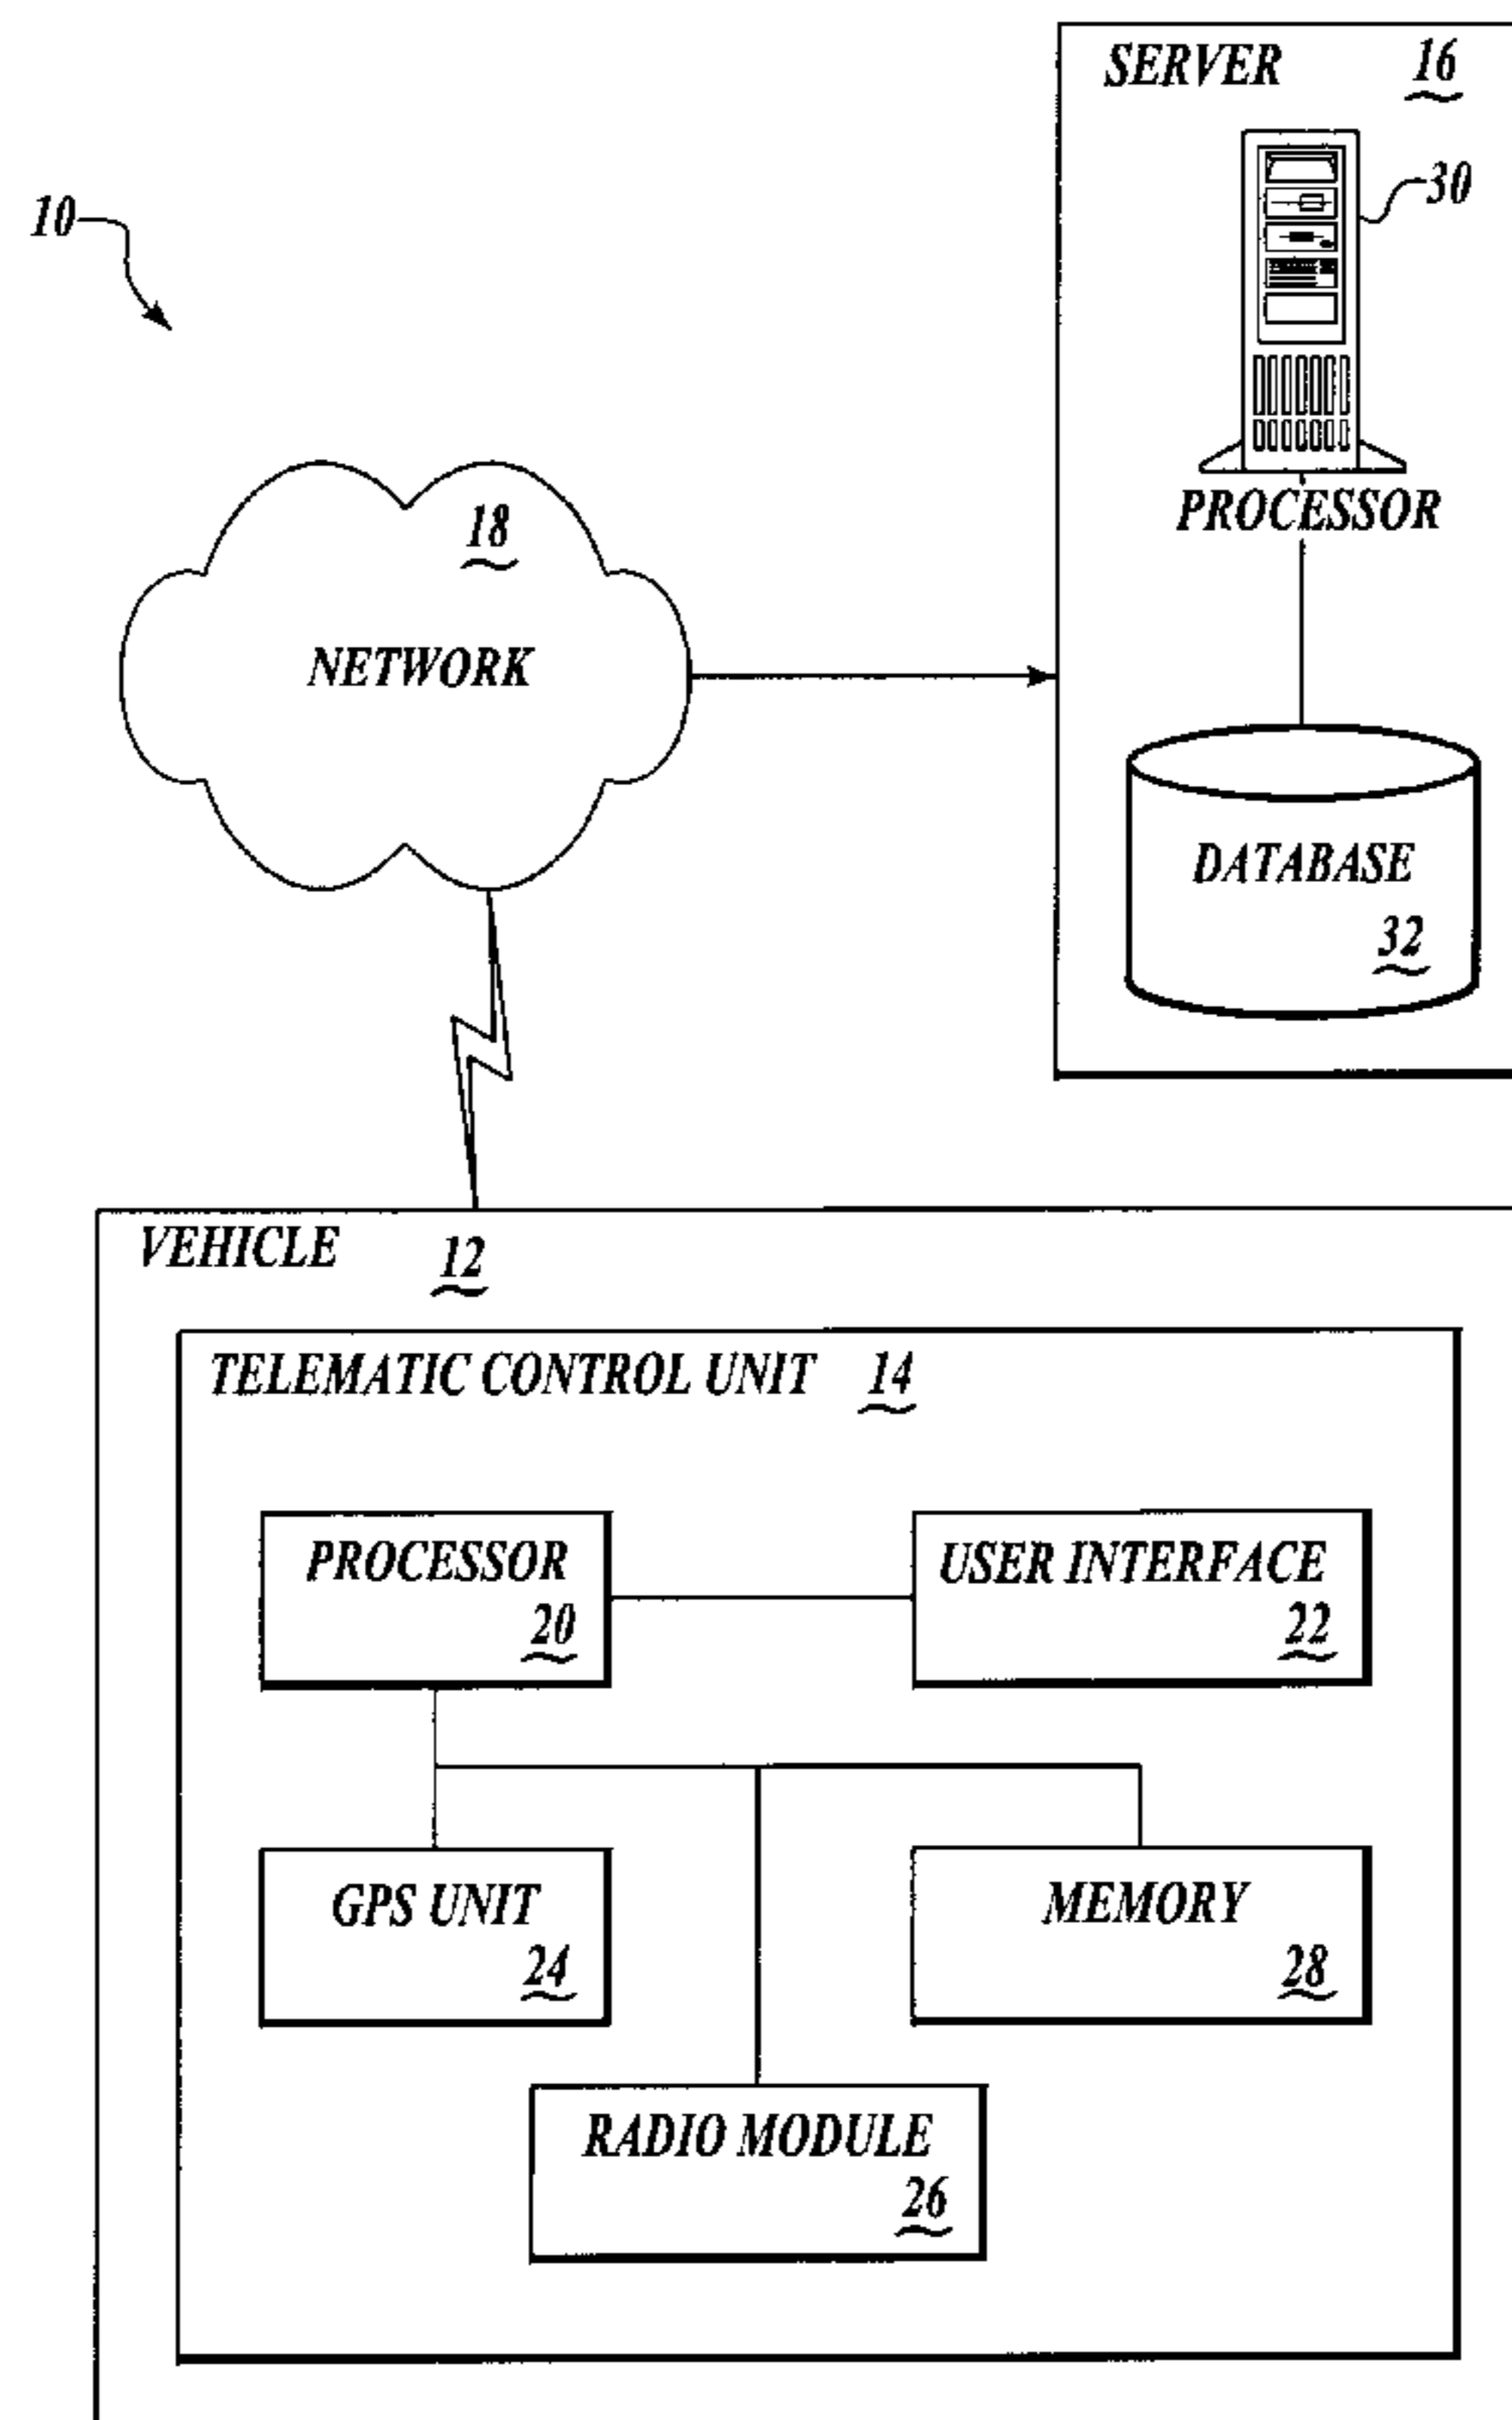 SERVER 16
30
10
PROCESSOR
18
NETWORK
DATABASE
32
VEHICLE 12
TELEMATIC CONTROL UNIT 14
PROCESSOR
20
USER INTERFACE
22
GPS UNIT
24
MEMORY
28
RADIO MODULE
26